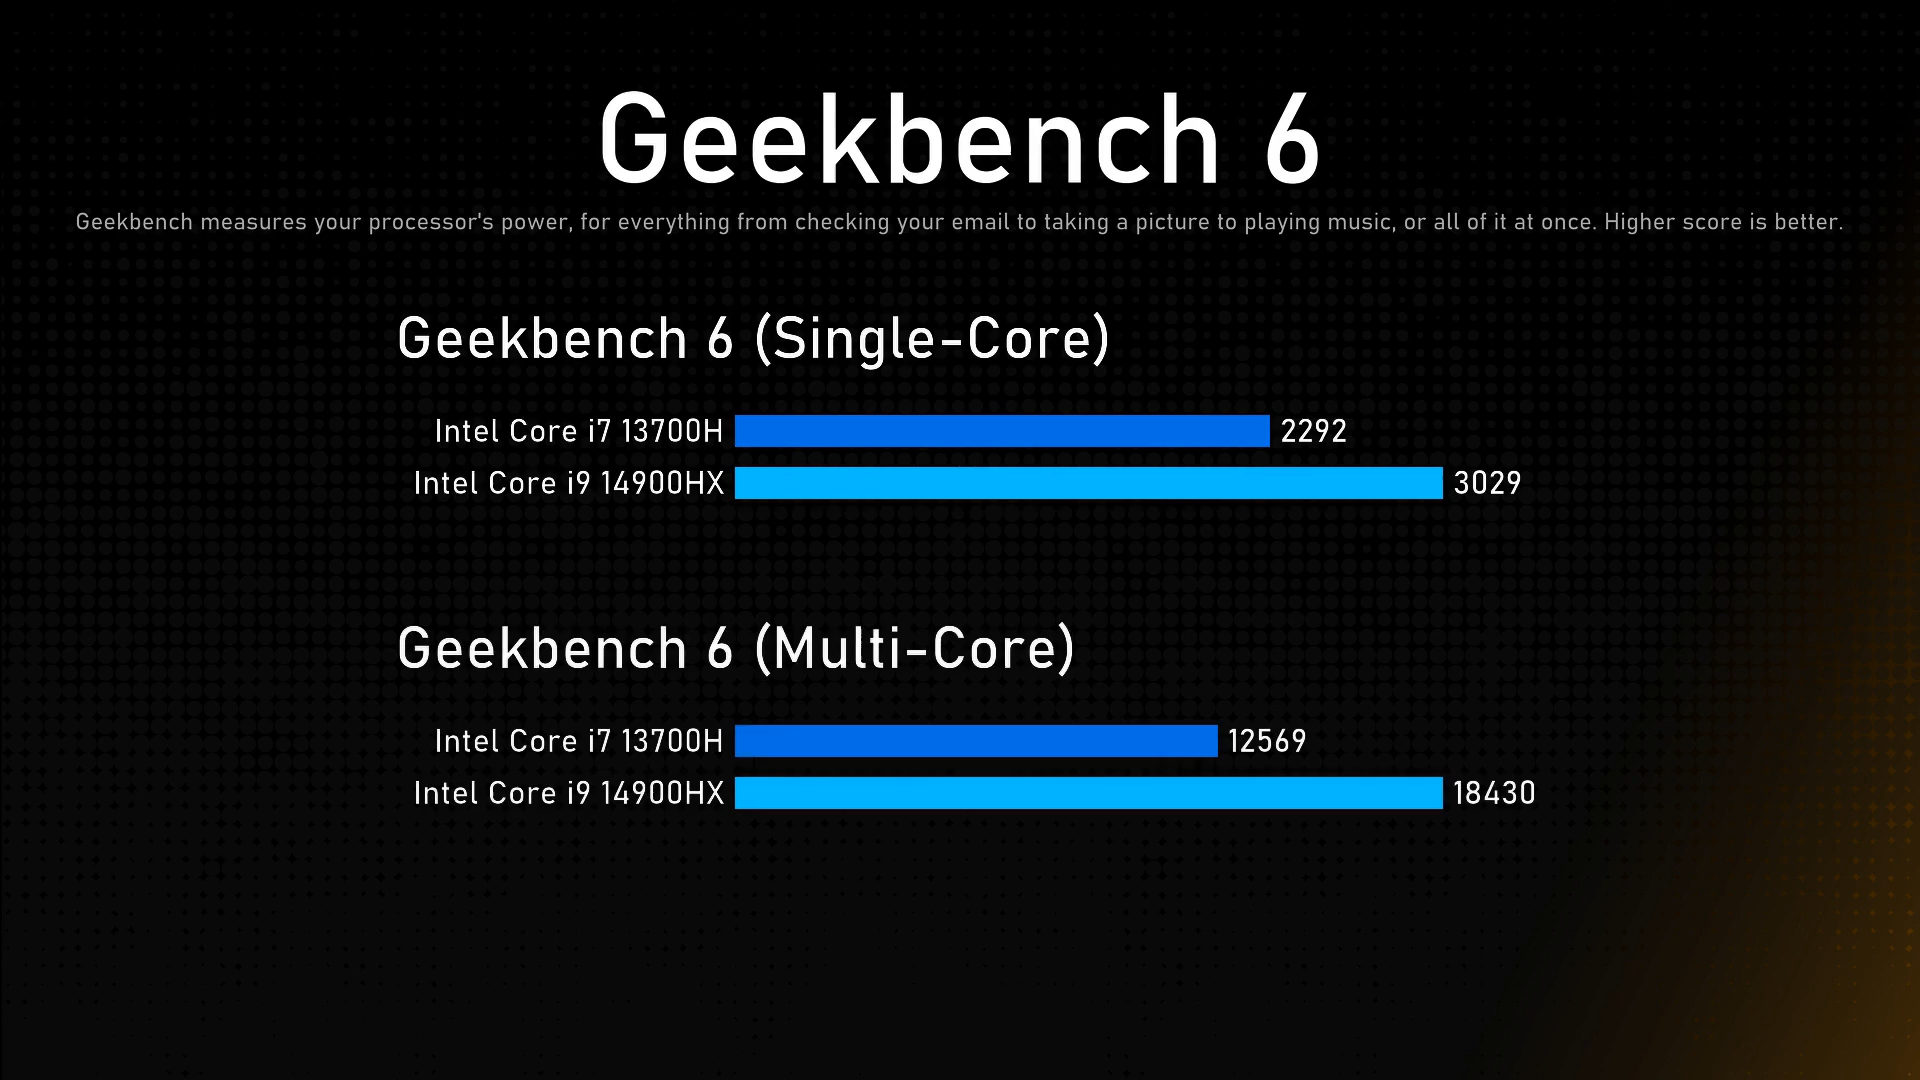 Geekbench 6
Geekbench measures your processor's power, for everything from checking your email to taking a picture to playing music, or all of it at once. Higher score is better.
Geekbench 6 (Single-Core)
Intel Core i7 13700H 2292
Intel Core i9 14900HX 3029
Geekbench 6 (Multi-Core)
Intel Core i7 13700H 12569
Intel Core i9 14900HX 18430